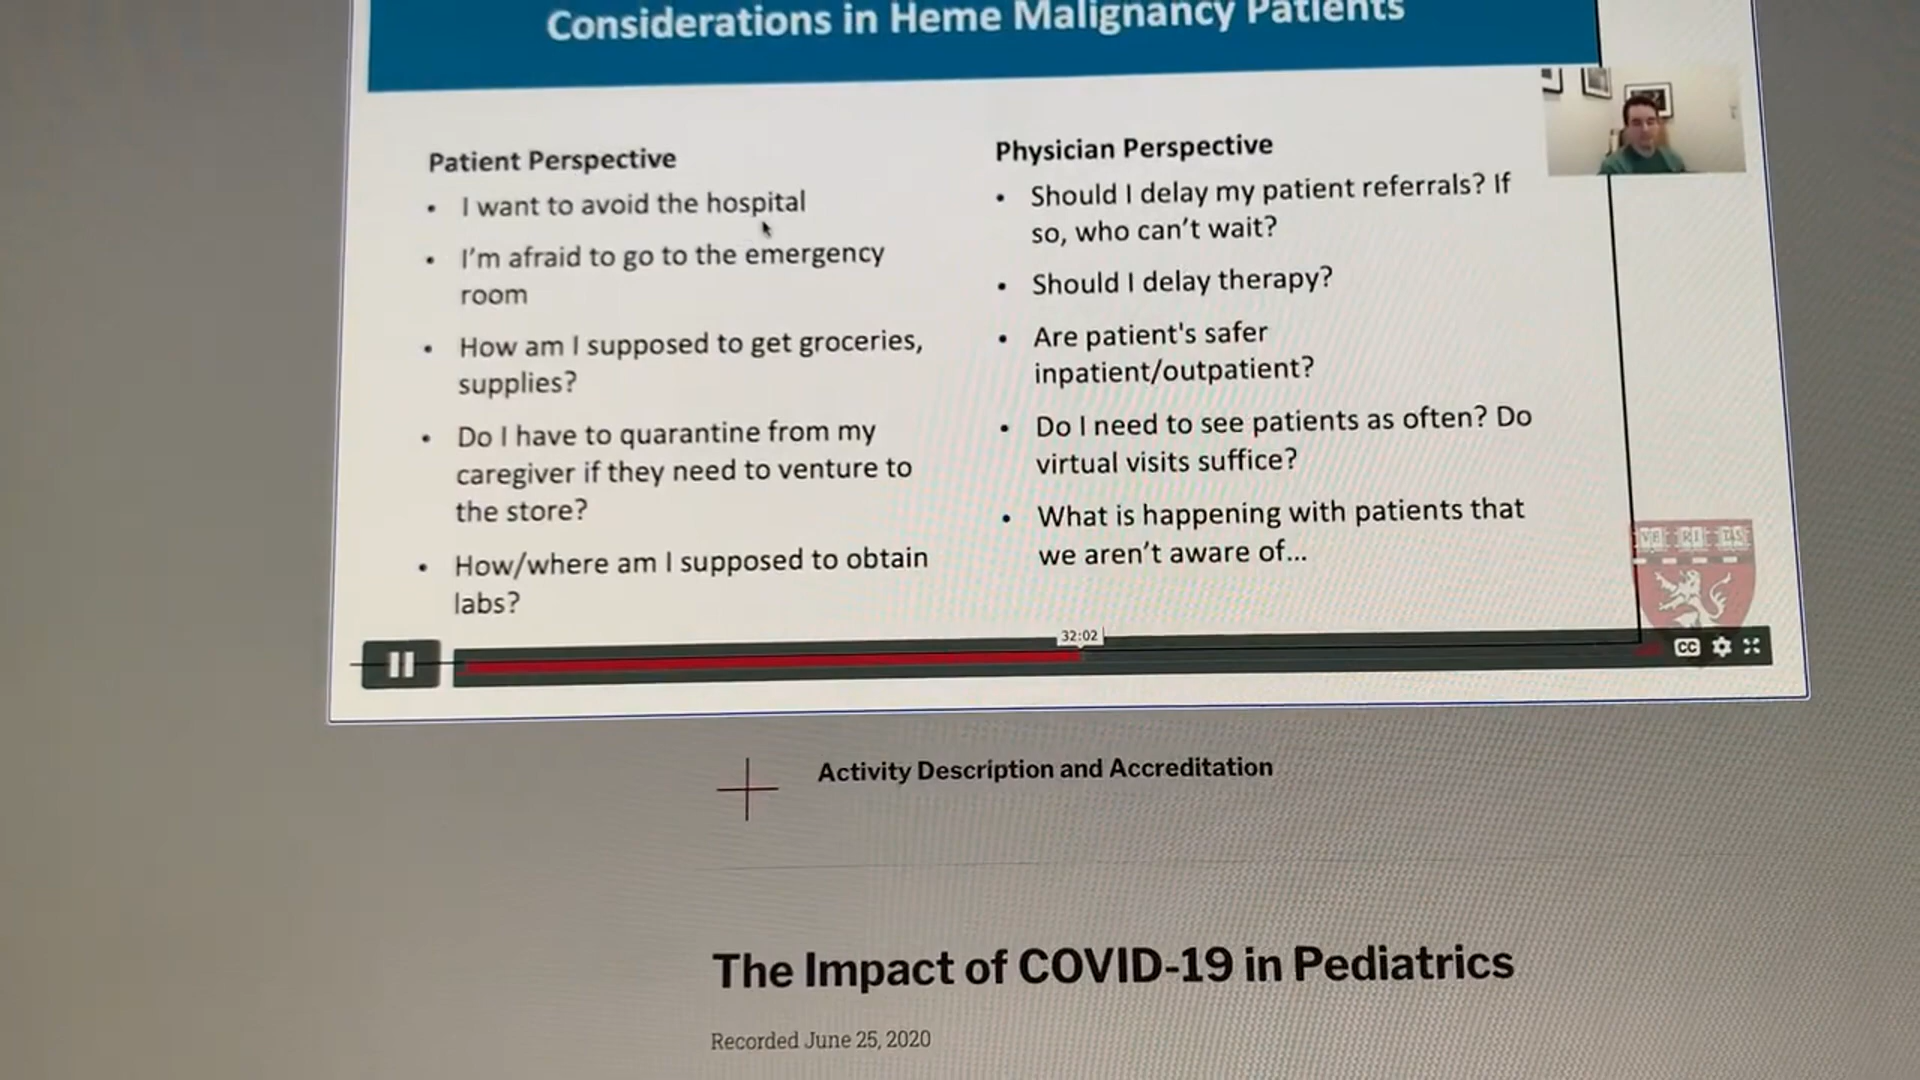 Considerations in Heme Malignancy Patients
Patient Perspective
• I want to avoid the hospital
• I'm afraid to go to the emergency
room
• How am I supposed to get groceries,
supplies?
• Do I have to quarantine from my
caregiver if they need to venture to
the store?
• How/where am I supposed to obtain
labs?
Physician Perspective
• Should I delay my patient referrals? If
so, who can't wait?
• Should I delay therapy?
• Are patient's safer
inpatient/outpatient?
• Do I need to see patients as often? Do
virtual visits suffice?
• What is happening with patients that
we aren't aware of...
VE RI TAS
32:02
CC
Activity Description and Accreditation
The Impact of COVID-19 in Pediatrics
Recorded June 25, 2020